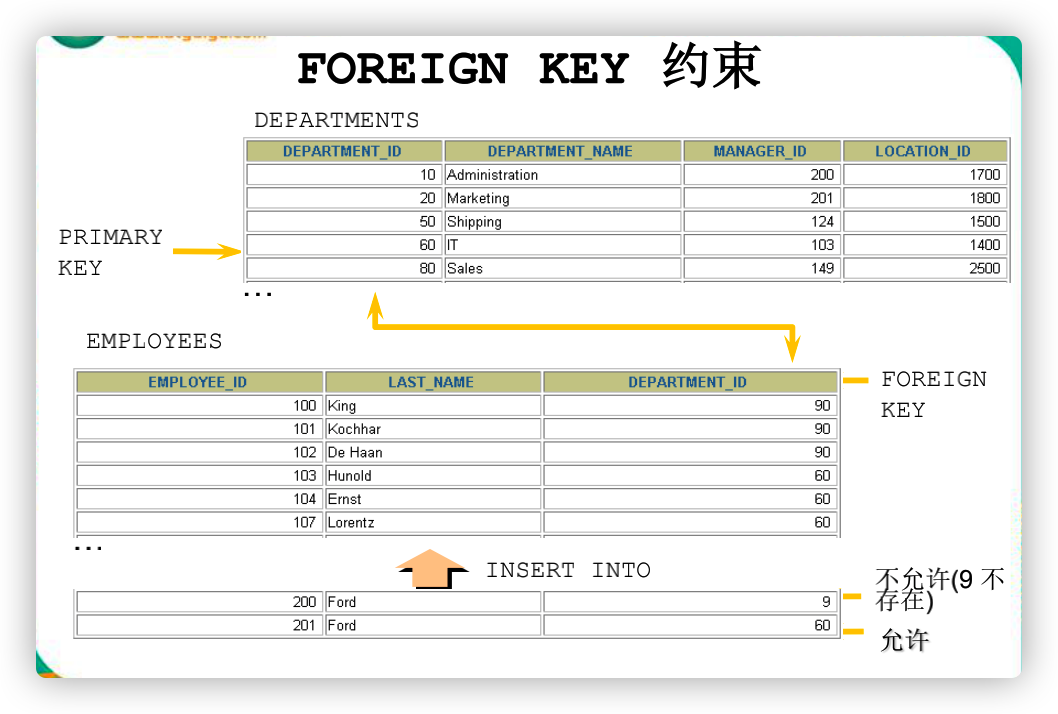 FOREIGN KEY 约束
DEPARTMENTS
DEPARTMENT_ID DEPARTMENT_NAME MANAGER_ID LOCATION_ID
10 Administration 200 1700
20 Marketing 201 1800
50 Shipping 124 1500
60 IT 103 1400
80 Sales 149 2500
PRIMARY
KEY
...
EMPLOYEES
EMPLOYEE_ID LAST_NAME DEPARTMENT_ID
100 King 90
101 Kochhar 90
102 De Haan 90
103 Hunold 60
104 Ernst 60
107 Lorentz 60
FOREIGN
KEY
...
INSERT INTO
200 Ford 9
201 Ford 60
不允许(9 不
存在)
允许